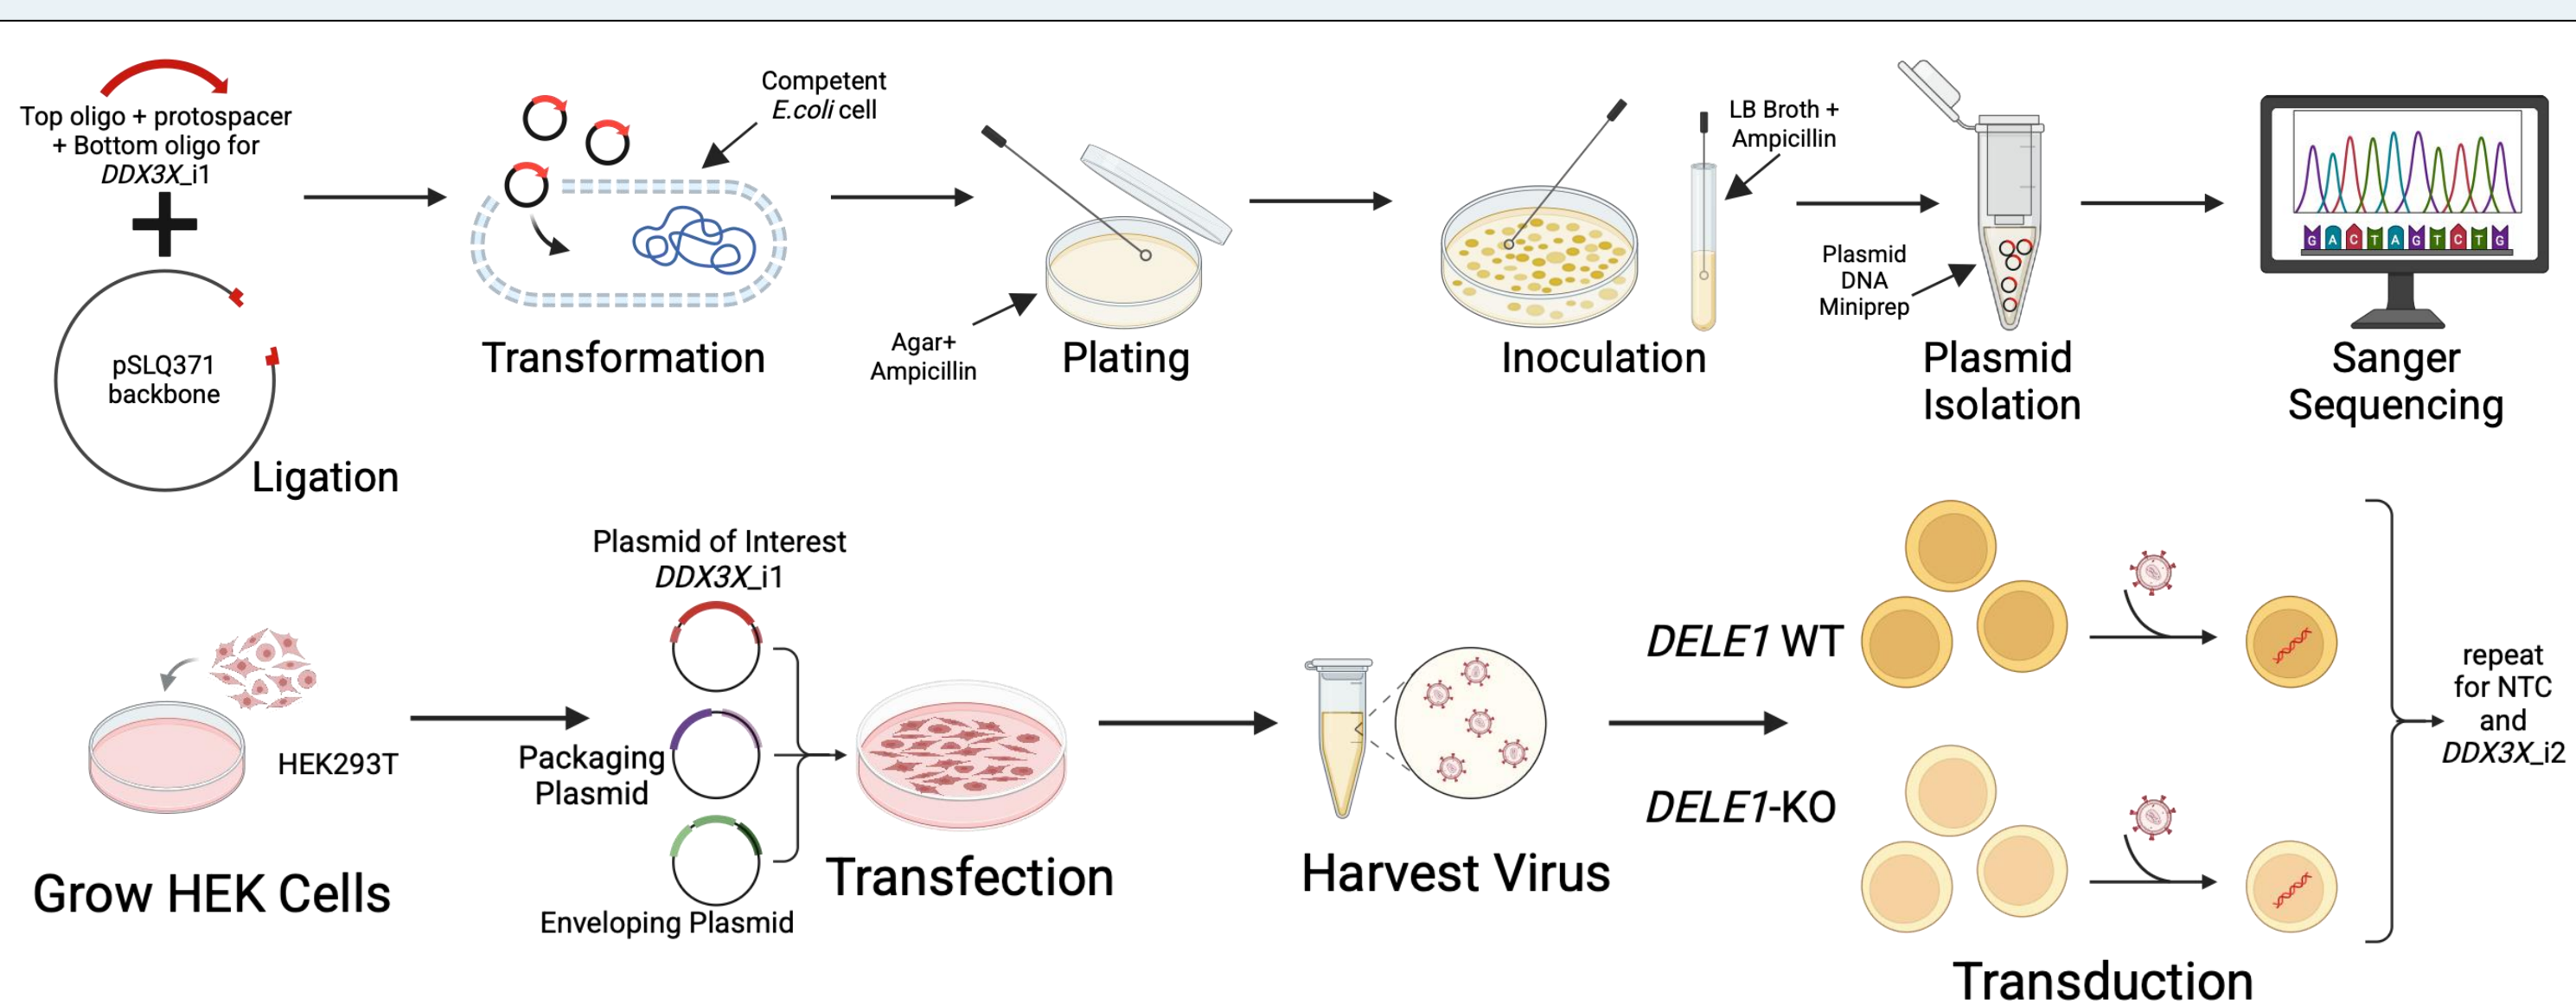 Top oligo + protospacer
+ Bottom oligo for
DDX3X_i1
pSLQ371
backbone
Ligation
Competent
E.coli cell
Transformation
Agar+
Ampicillin
Plating
LB Broth +
Ampicillin
Inoculation
Plasmid
DNA
Miniprep
Plasmid
Isolation
G A C T A G T C T G
Sanger
Sequencing
HEK293T
Grow HEK Cells
Plasmid of Interest
DDX3X_i1
Packaging
Plasmid
Enveloping Plasmid
Transfection
Harvest Virus
DELE1 WT
DELE1-KO
Transduction
repeat
for NTC
and
DDX3X_i2